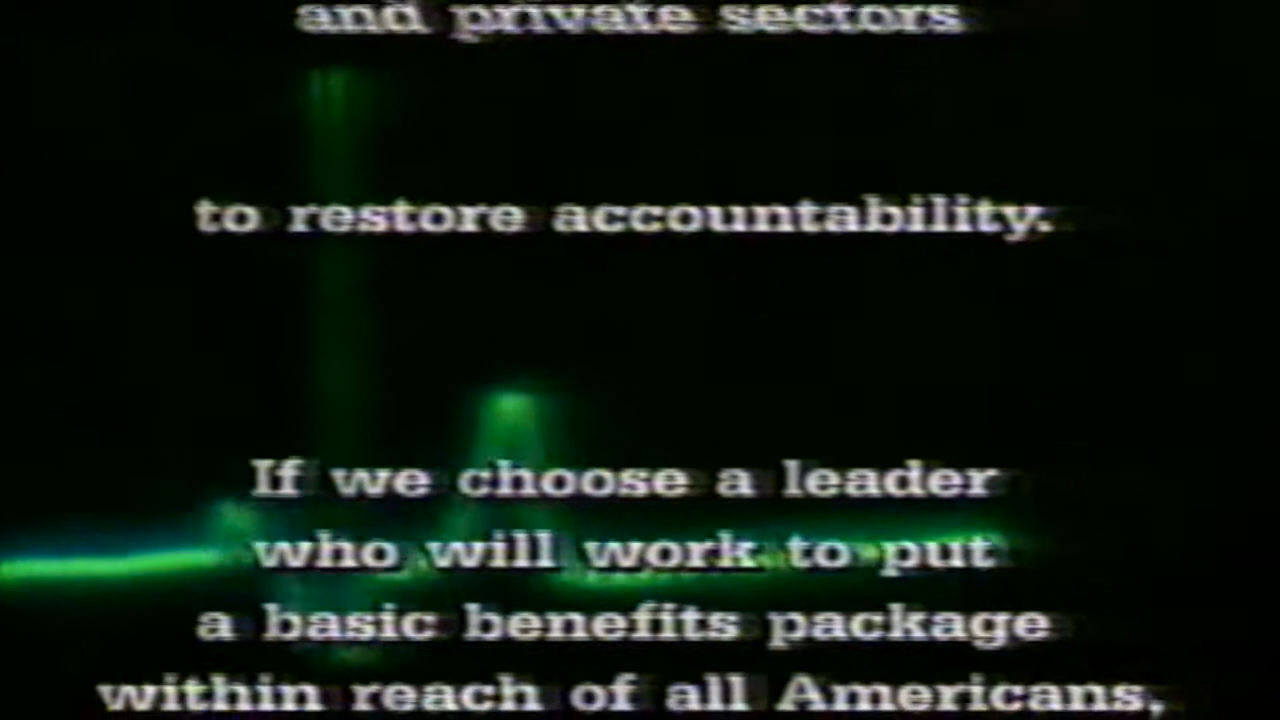 and private sectors
to restore accountability.
If we choose a leader
who will work to put
a basic benefits package
within reach of all Americans,